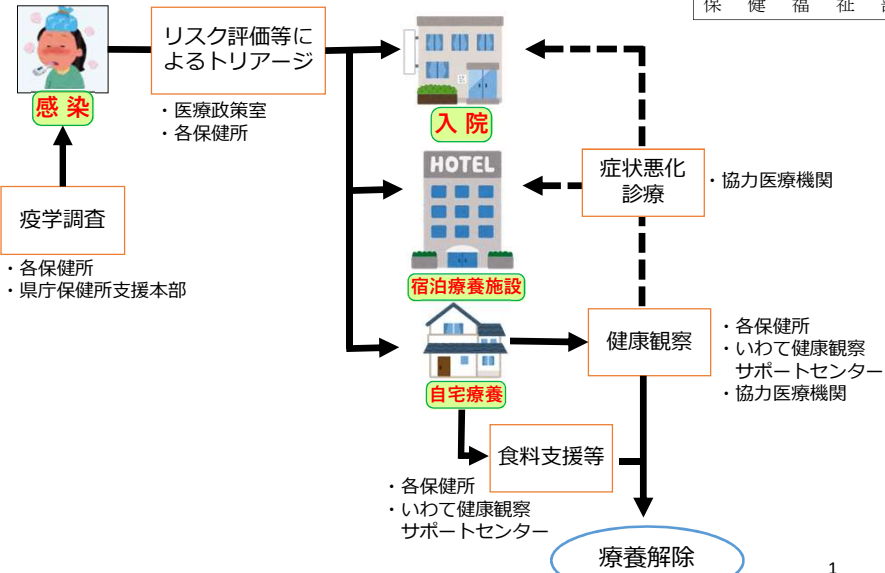 保健福祉部
リスク評価等に
よるトリアージ
感染
・医療政策室
・各保健所
入院
HOTEL
症状悪化
診療
・協力医療機関
疫学調査
・各保健所
・県庁保健所支援本部
宿泊療養施設
健康観察
・各保健所
・いわて健康観察
サポートセンター
・協力医療機関
自宅療養
食料支援等
・各保健所
・いわて健康観察
サポートセンター
療養解除
1